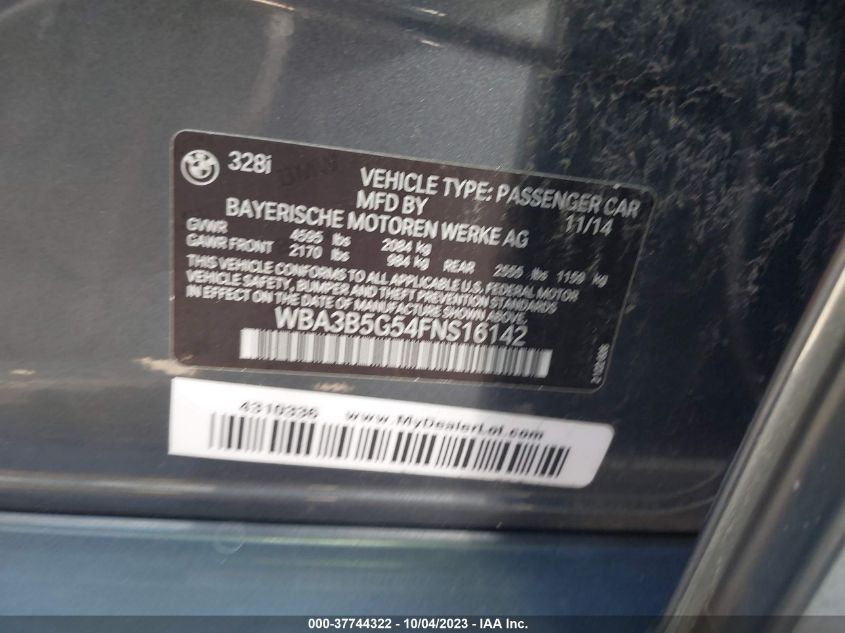 328i
VEHICLE TYPE: PASSENGER CAR
MFD BY 11/14
BAYERISCHE MOTOREN WERKE AG
GVWR 4595 lbs 2084 kg
GAWR FRONT 2170 lbs 984 kg REAR 2555 lbs 1159 kg
THIS VEHICLE CONFORMS TO ALL APPLICABLE U.S. FEDERAL MOTOR
VEHICLE SAFETY, BUMPER AND THEFT PREVENTION STANDARDS
IN EFFECT ON THE DATE OF MANUFACTURE SHOWN ABOVE.
WBA3B5G54FNS16142
4310336 www.MyDealerLot.com
000-37744322 - 10/04/2023 - IAA Inc.